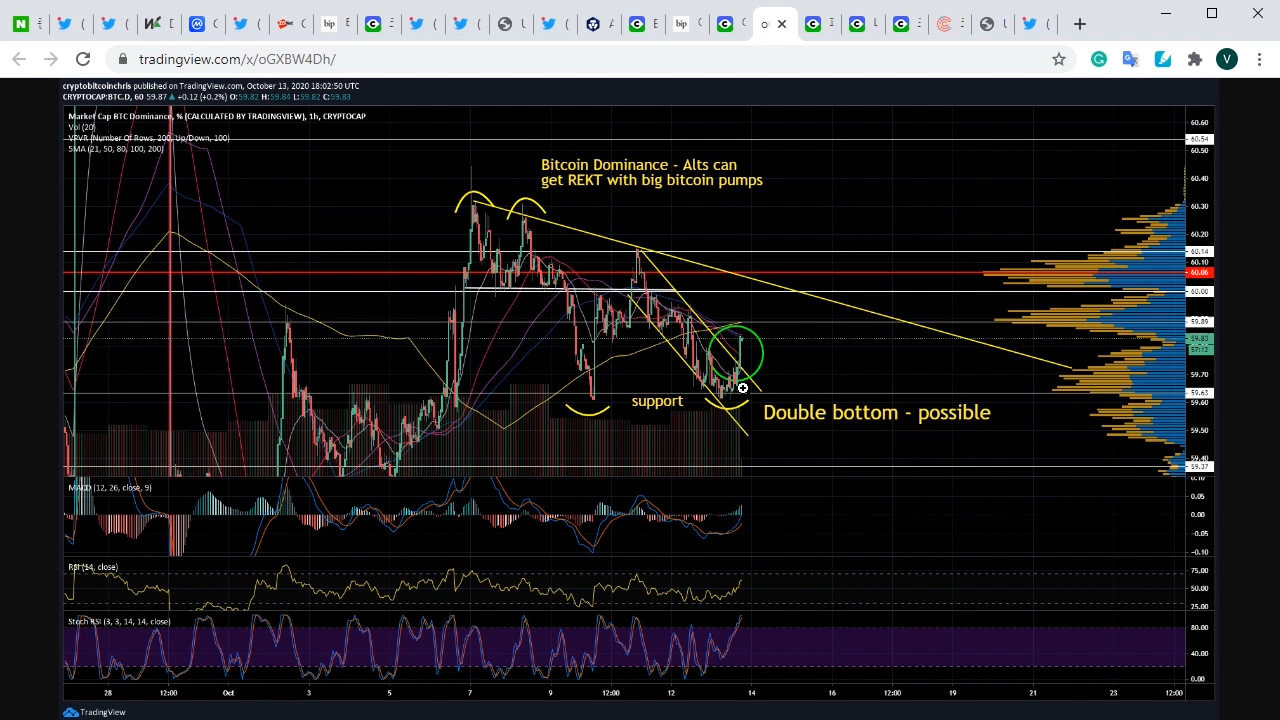 tradingview.com/x/oGXBW4Dh/
V
cryptobitcoinchris published on TradingView.com, October 13, 2020 18:02:50 UTC
CRYPTOCAP:BTC.D, 60 59.87 ▲ +0.12 (+0.2%) O:59.82 H:59.84 L:59.82 C:59.83
Market Cap BTC Dominance, % (CALCULATED BY TRADINGVIEW), 1h, CRYPTOCAP
Vol (20)
VPVR (Number Of Rows, 200, Up/Down, 100)
SMA (21, 50, 80, 100, 200)
Bitcoin Dominance - Alts can
get REKT with big bitcoin pumps
support
Double bottom - possible
60.60
60.54
60.50
60.40
60.30
60.20
60.14
60.10
60.06
60.00
59.89
59.83
57:12
59.70
59.63
59.60
59.50
59.40
59.37
MACD (12, 26, close, 9)
0.10
0.05
0.00
-0.05
-0.10
RSI (14, close)
75.00
50.00
25.00
Stoch RSI (3, 3, 14, 14, close)
80.00
40.00
0.00
28 12:00 Oct 3 5 7 9 12:00 12 14 16 12:00 19 21 23 12:00
TradingView